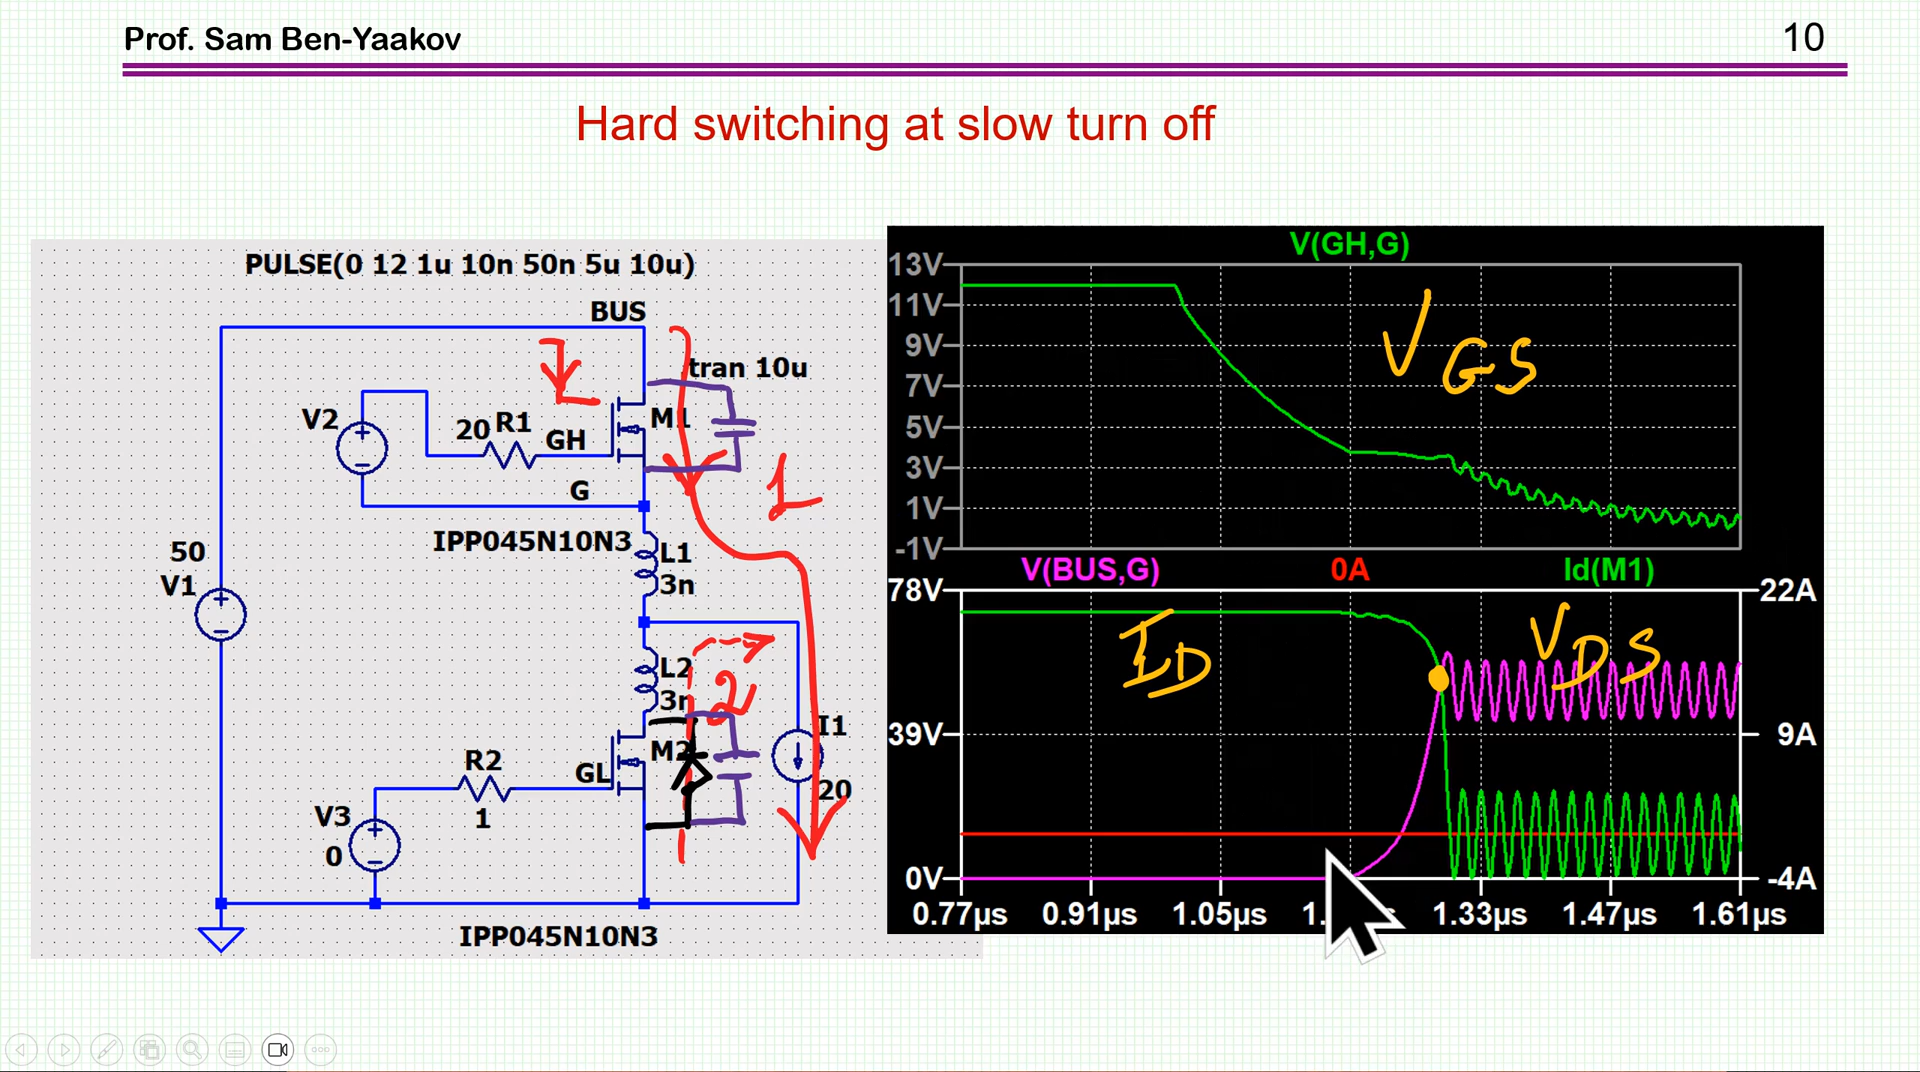 Prof. Sam Ben-Yaakov
10
Hard switching at slow turn off
PULSE(0 12 1u 10n 50n 5u 10u)
BUS
tran 10u
V2
20
R1
GH
M1
G
1
IPP045N10N3
L1
3n
50
V1
L2
3n
2
M2
I1
20
R2
GL
1
V3
0
IPP045N10N3
V(GH,G)
13V
11V
9V
7V
5V
3V
1V
-1V
VGS
V(BUS,G)
0A
Id(M1)
78V
39V
0V
22A
9A
-4A
ID
VDS
0.77µs
0.91µs
1.05µs
1.33µs
1.47µs
1.61µs